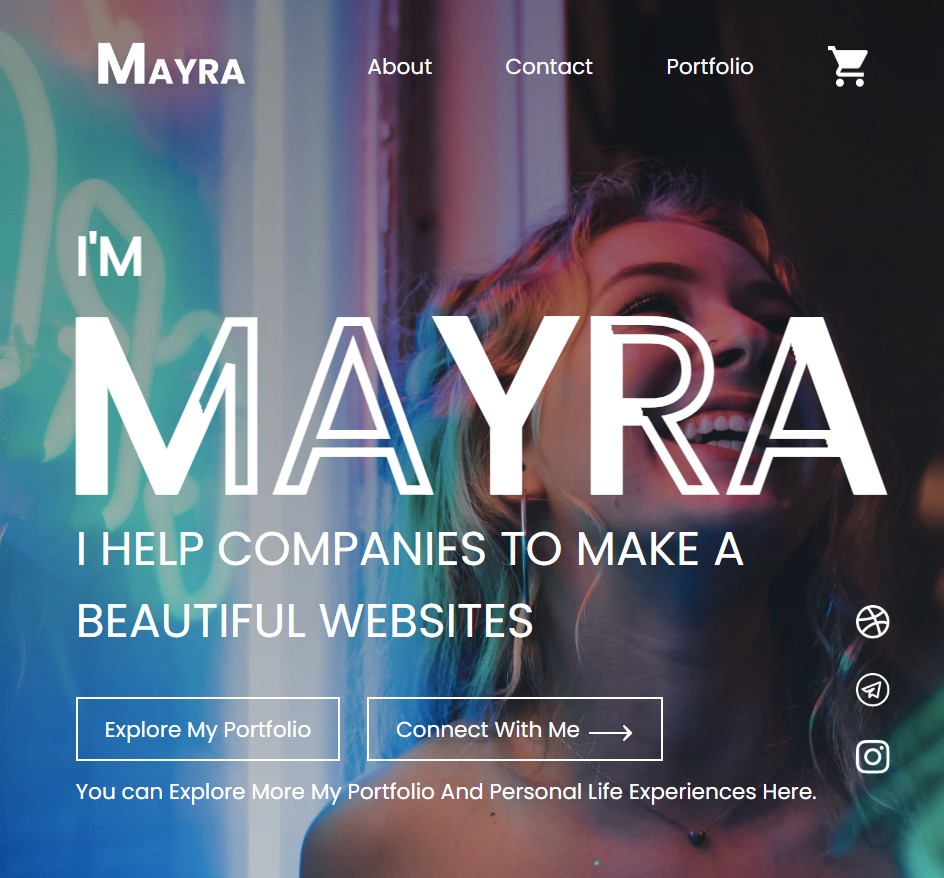 MAYRA
About Contact Portfolio
I'M
MAYRA
I HELP COMPANIES TO MAKE A
BEAUTIFUL WEBSITES
Explore My Portfolio
Connect With Me
You can Explore More My Portfolio And Personal Life Experiences Here.